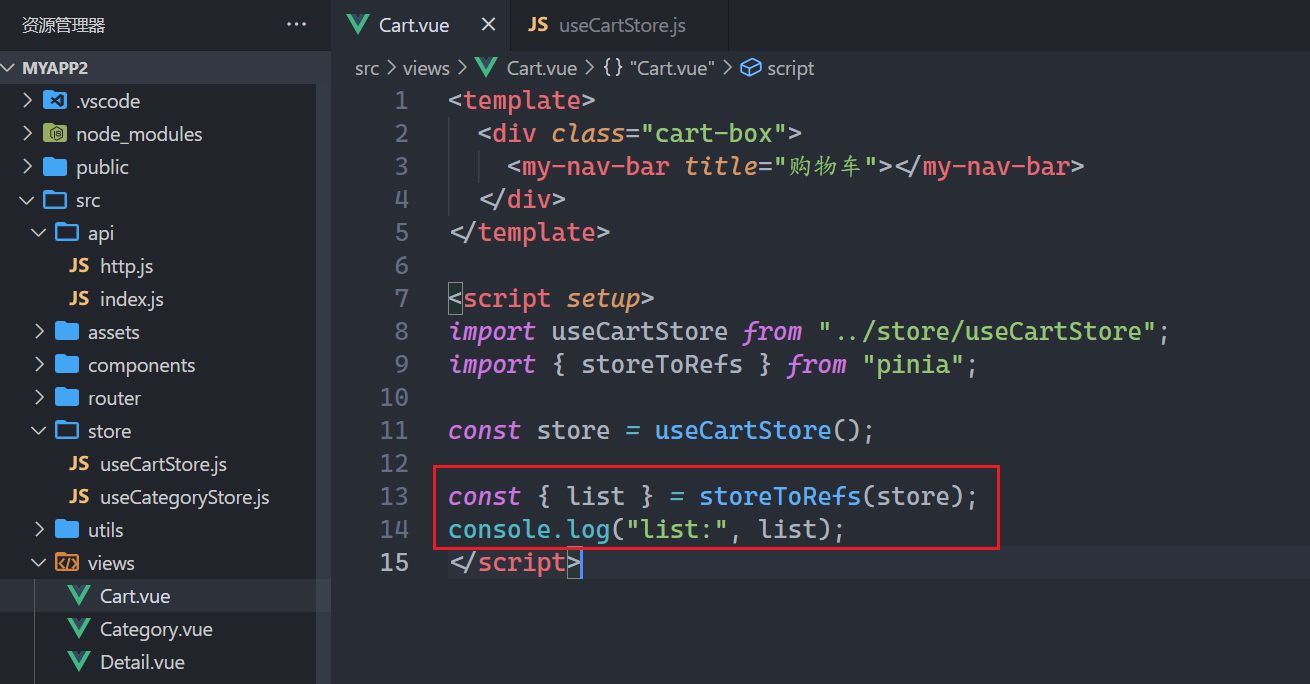 资源管理器
MYAPP2
.vscode
node_modules
public
src
api
JS http.js
JS index.js
assets
components
router
store
JS useCartStore.js
JS useCategoryStore.js
utils
views
Cart.vue
Category.vue
Detail.vue
Cart.vue
JS useCartStore.js
src > views > Cart.vue > {} "Cart.vue" > script
1 <template>
2 <div class="cart-box">
3 <my-nav-bar title="购物车"></my-nav-bar>
4 </div>
5 </template>
6
7 <script setup>
8 import useCartStore from "../store/useCartStore";
9 import { storeToRefs } from "pinia";
10
11 const store = useCartStore();
12
13 const { list } = storeToRefs(store);
14 console.log("list:", list);
15 </script>